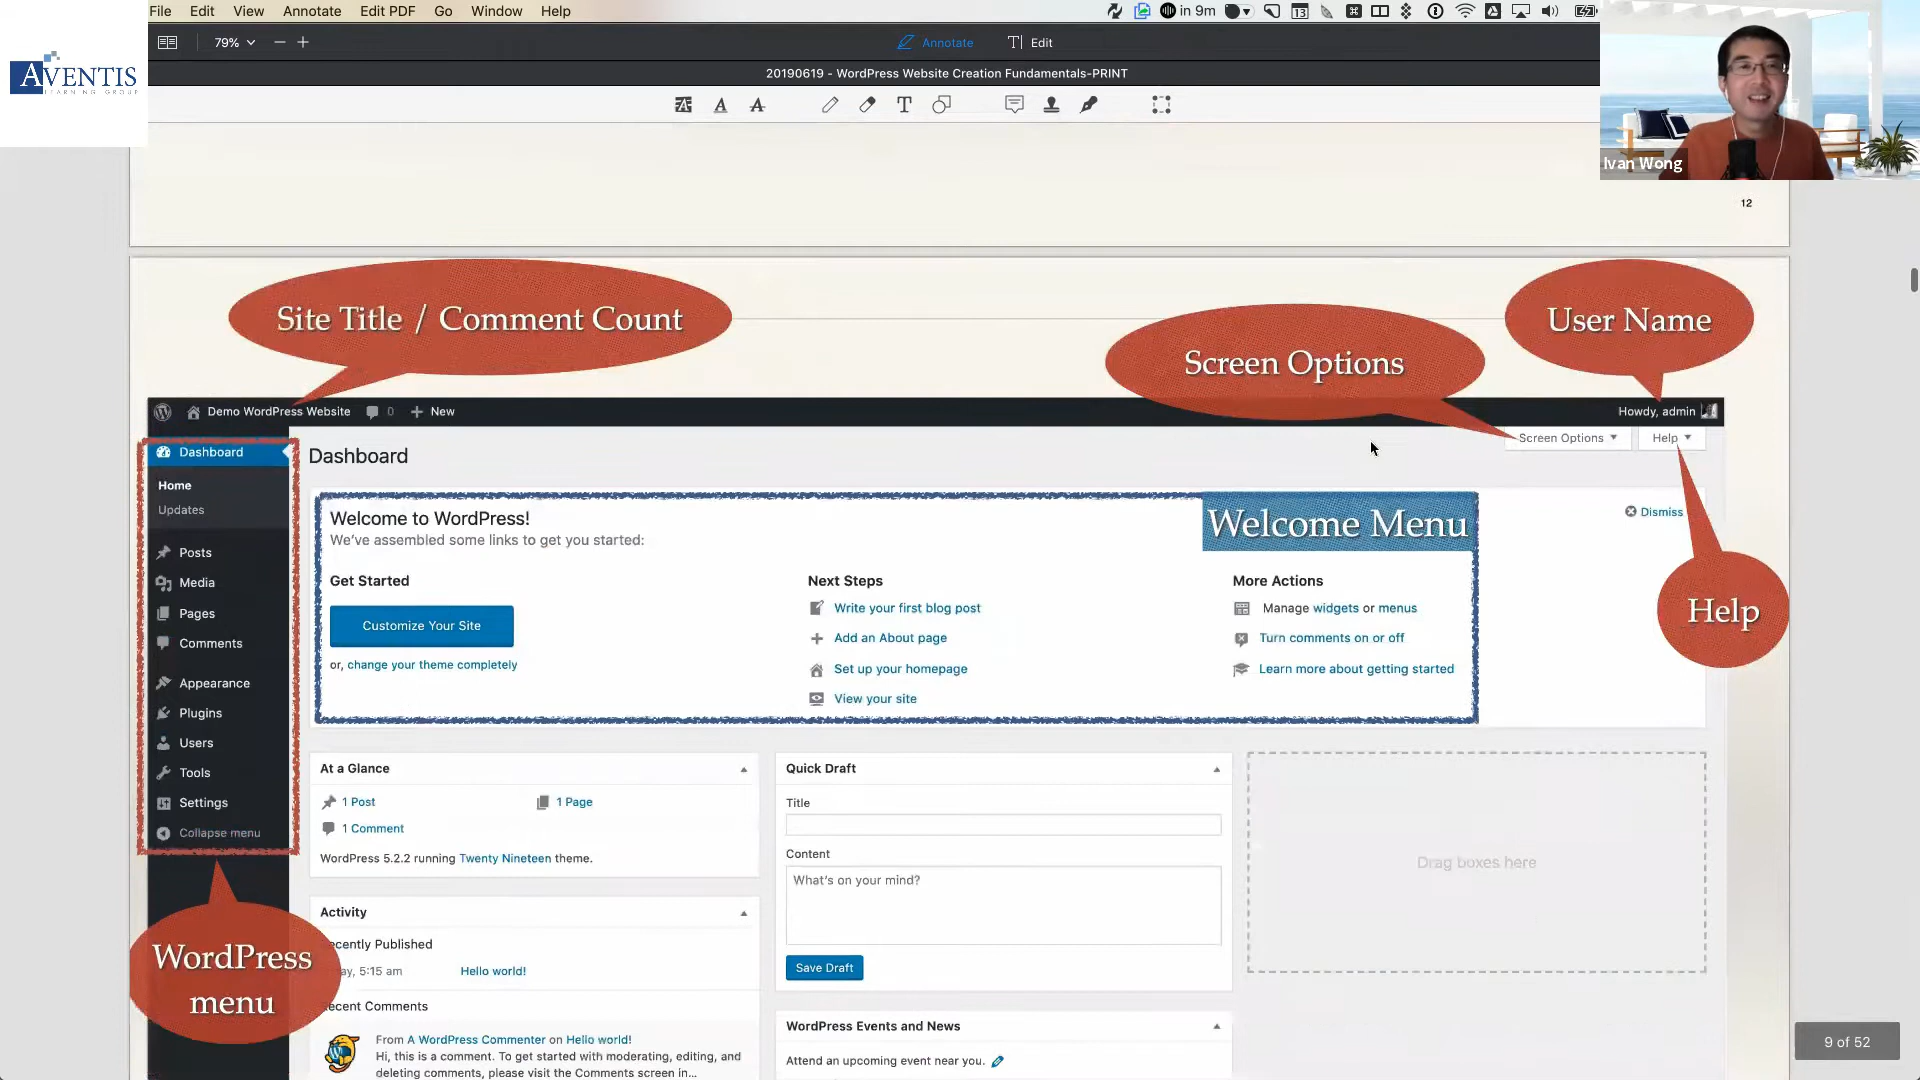 File Edit View Annotate Edit PDF Go Window Help
in 9m
13
79%
Annotate
Edit
20190619 - WordPress Website Creation Fundamentals-PRINT
AVENTIS
LEARNING GROUP
Ivan Wong
12
Site Title / Comment Count
Screen Options
User Name
Demo WordPress Website 0 New
Howdy, admin
Screen Options
Help
Dashboard
Home
Updates
Posts
Media
Pages
Comments
Appearance
Plugins
Users
Tools
Settings
Collapse menu
WordPress
menu
Dashboard
Welcome to WordPress!
We've assembled some links to get you started:
Welcome Menu
Dismiss
Help
Get Started
Customize Your Site
or, change your theme completely
Next Steps
Write your first blog post
Add an About page
Set up your homepage
View your site
More Actions
Manage widgets or menus
Turn comments on or off
Learn more about getting started
At a Glance
1 Post
1 Page
1 Comment
WordPress 5.2.2 running Twenty Nineteen theme.
Activity
ecently Published
ay, 5:15 am Hello world!
ecent Comments
From A WordPress Commenter on Hello world!
Hi, this is a comment. To get started with moderating, editing, and
deleting comments, please visit the Comments screen in...
Quick Draft
Title
Content
What's on your mind?
Save Draft
WordPress Events and News
Attend an upcoming event near you.
Drag boxes here
9 of 52